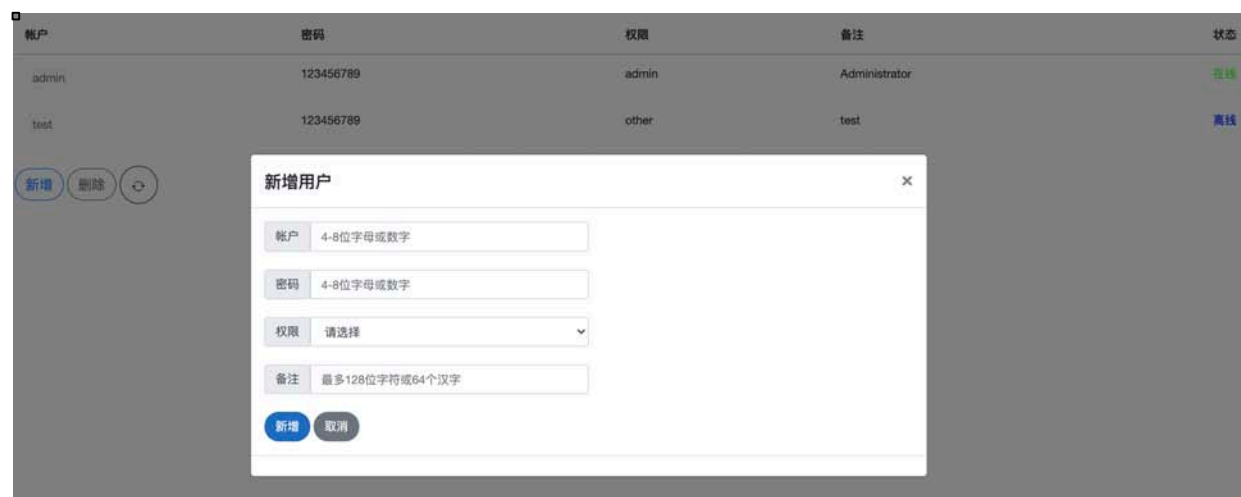 帐户 密码 权限 备注 状态
admin 123456789 admin Administrator 在线
test 123456789 other test 离线
新增 删除
新增用户 ×
帐户 4-8位字母或数字
密码 4-8位字母或数字
权限 请选择
备注 最多128位字符或64个汉字
新增 取消